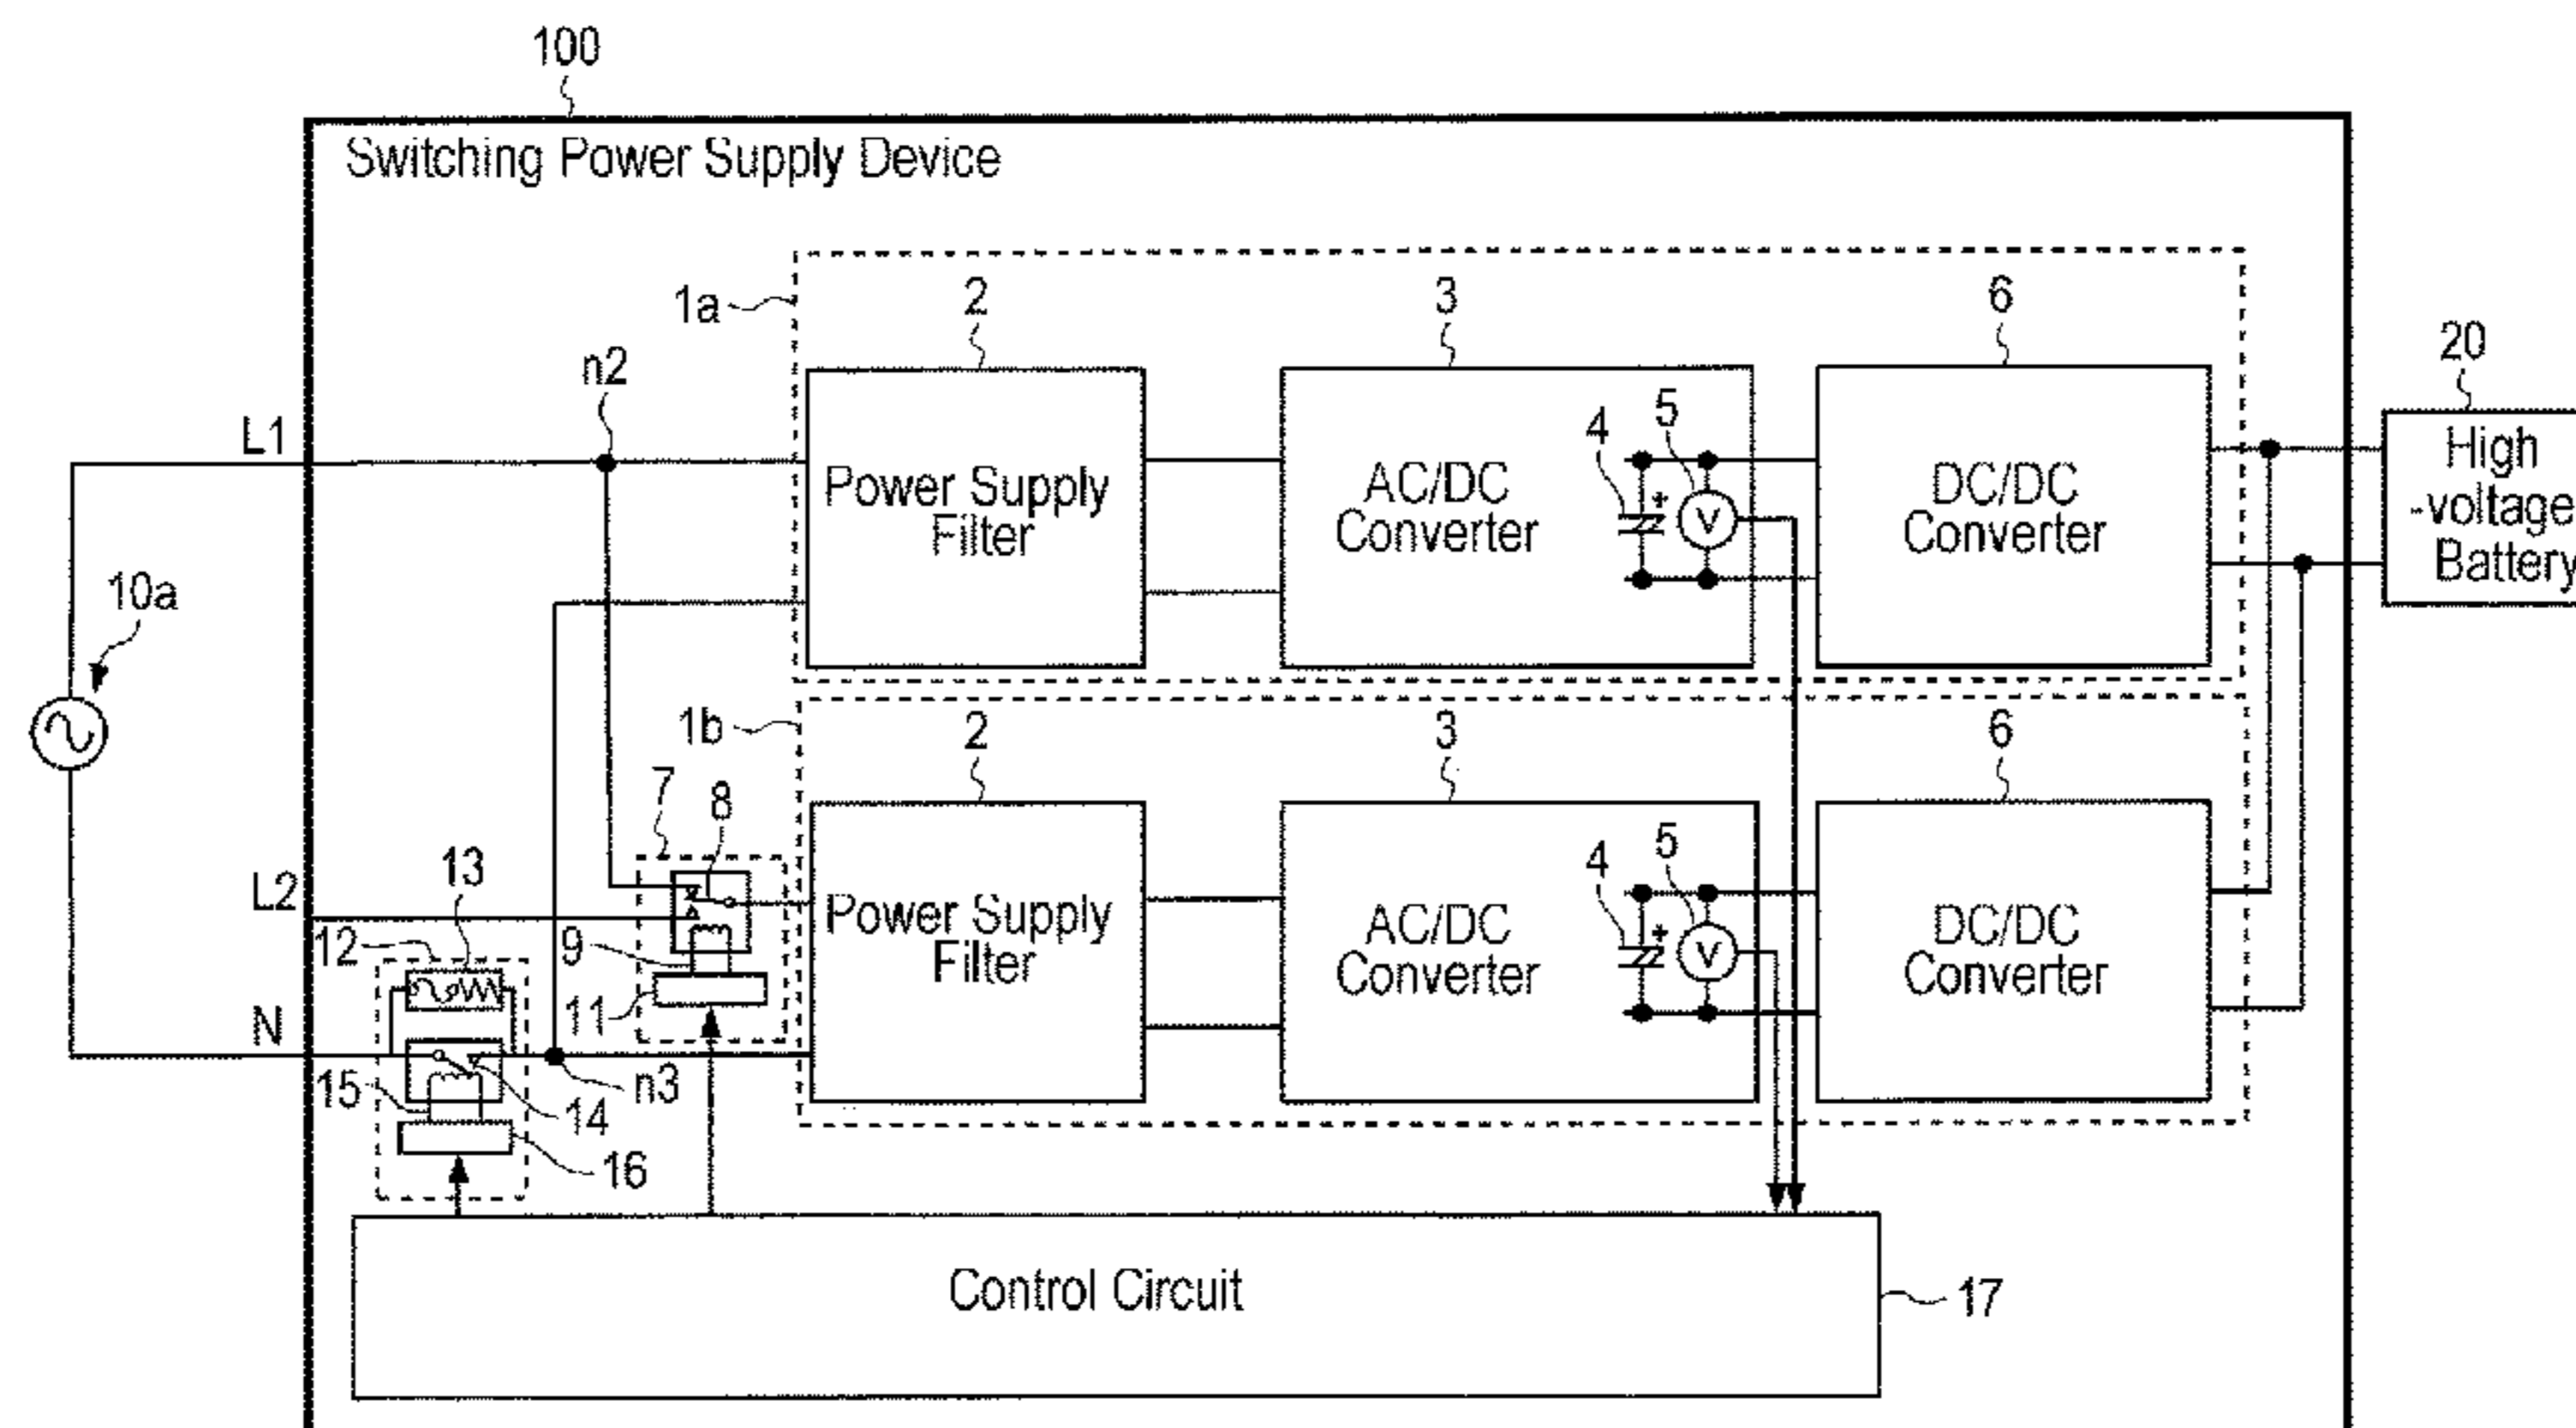 100
Switching Power Supply Device
1a
2
3
6
20
n2
L1
4
5
Power Supply
Filter
AC/DC
Converter
+
V
DC/DC
Converter
High
-voltage
Battery
10a
1b
2
3
6
7
8
13
L2
12
9
4
5
Power Supply
Filter
AC/DC
Converter
+
V
DC/DC
Converter
11
N
n3
15
14
16
Control Circuit
17